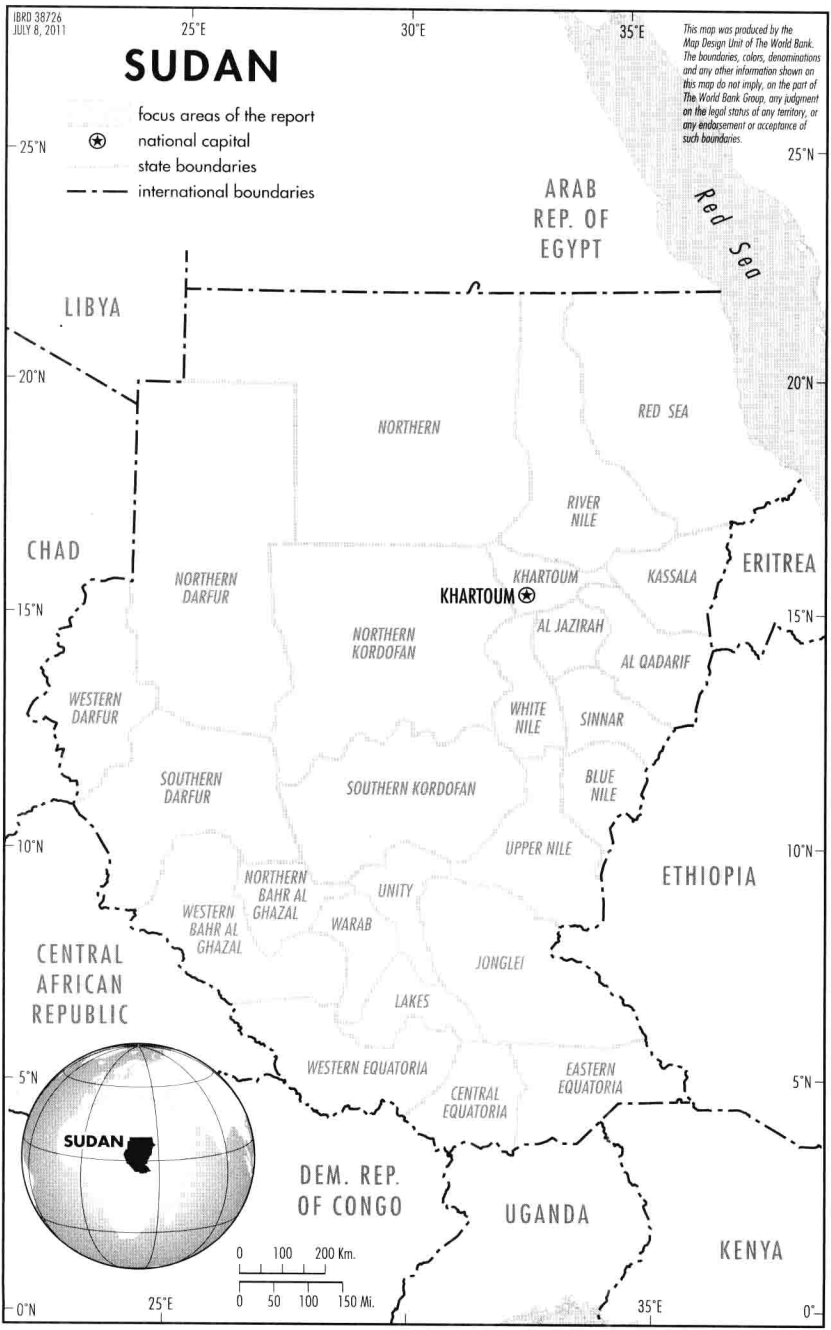 IBRD 38726
JULY 8, 2011
25°E
30°E
35°E
This map was produced by the
Map Design Unit of The World Bank.
The boundaries, colors, denominations
and any other information shown on
this map do not imply, on the part of
The World Bank Group, any judgment
on the legal status of any territory, or
any endorsement or acceptance of
such boundaries.
SUDAN
focus areas of the report
national capital
state boundaries
international boundaries
25°N
25°N
ARAB
REP. OF
EGYPT
Red Sea
LIBYA
20°N
20°N
NORTHERN
RED SEA
RIVER
NILE
CHAD
ERITREA
NORTHERN
DARFUR
KHARTOUM
KASSALA
KHARTOUM
15°N
15°N
NORTHERN
KORDOFAN
AL JAZIRAH
AL QADARIF
WESTERN
DARFUR
WHITE
NILE
SINNAR
SOUTHERN
DARFUR
SOUTHERN KORDOFAN
BLUE
NILE
10°N
10°N
UPPER NILE
ETHIOPIA
NORTHERN
BAHR AL
GHAZAL
UNITY
WESTERN
BAHR AL
GHAZAL
WARAB
JONGLEI
CENTRAL
AFRICAN
REPUBLIC
LAKES
WESTERN EQUATORIA
EASTERN
EQUATORIA
5°N
5°N
CENTRAL
EQUATORIA
SUDAN
DEM. REP.
OF CONGO
UGANDA
KENYA
0 100 200 Km.
0 50 100 150 Mi.
0°N
25°E
35°E
0°